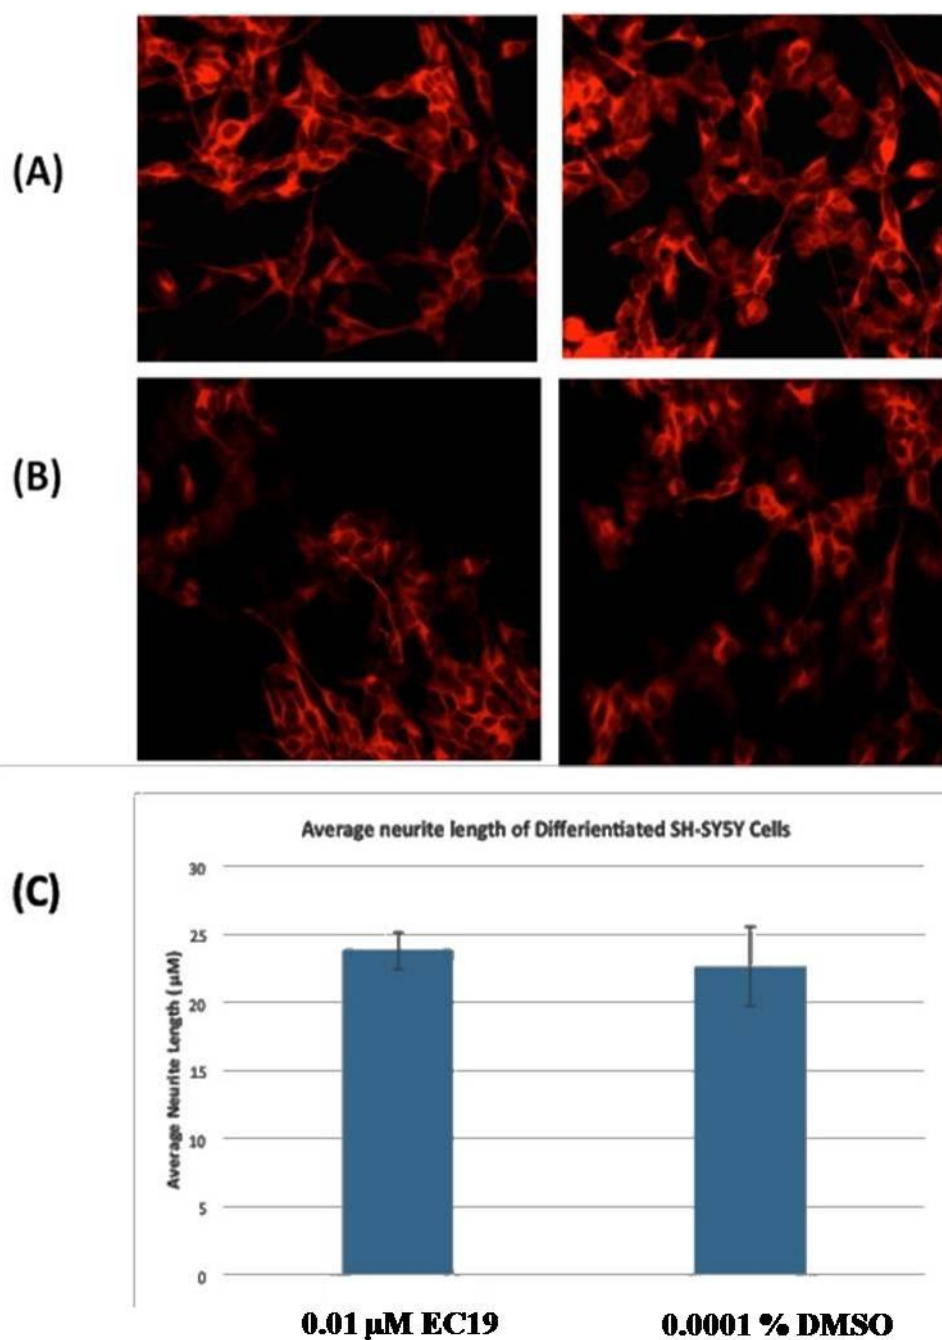 (A)
(B)
(C)
Average neurite length of Differientiated SH-SY5Y Cells
Average Neurite Length ( µM)
30
25
20
15
10
5
0
0.01 µM EC19
0.0001 % DMSO